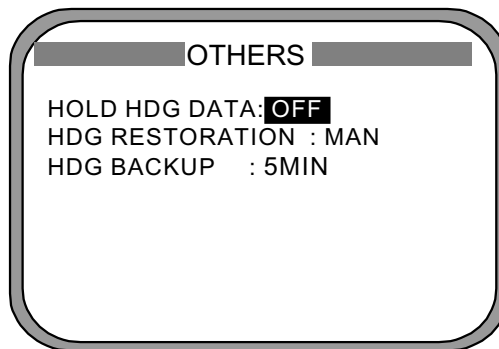 OTHERS
HOLD HDG DATA: OFF
HDG RESTORATION : MAN
HDG BACKUP : 5MIN